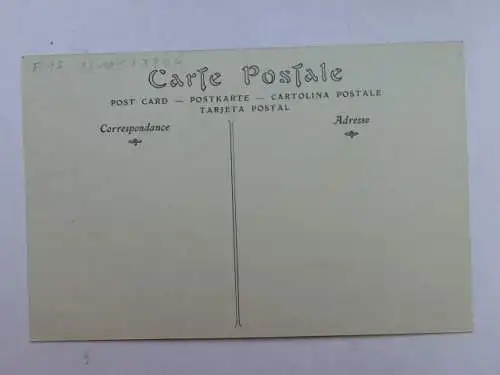 Carte Postale
POST CARD — POSTKARTE — CARTOLINA POSTALE
TARJETA POSTAL
Correspondance
Adresse